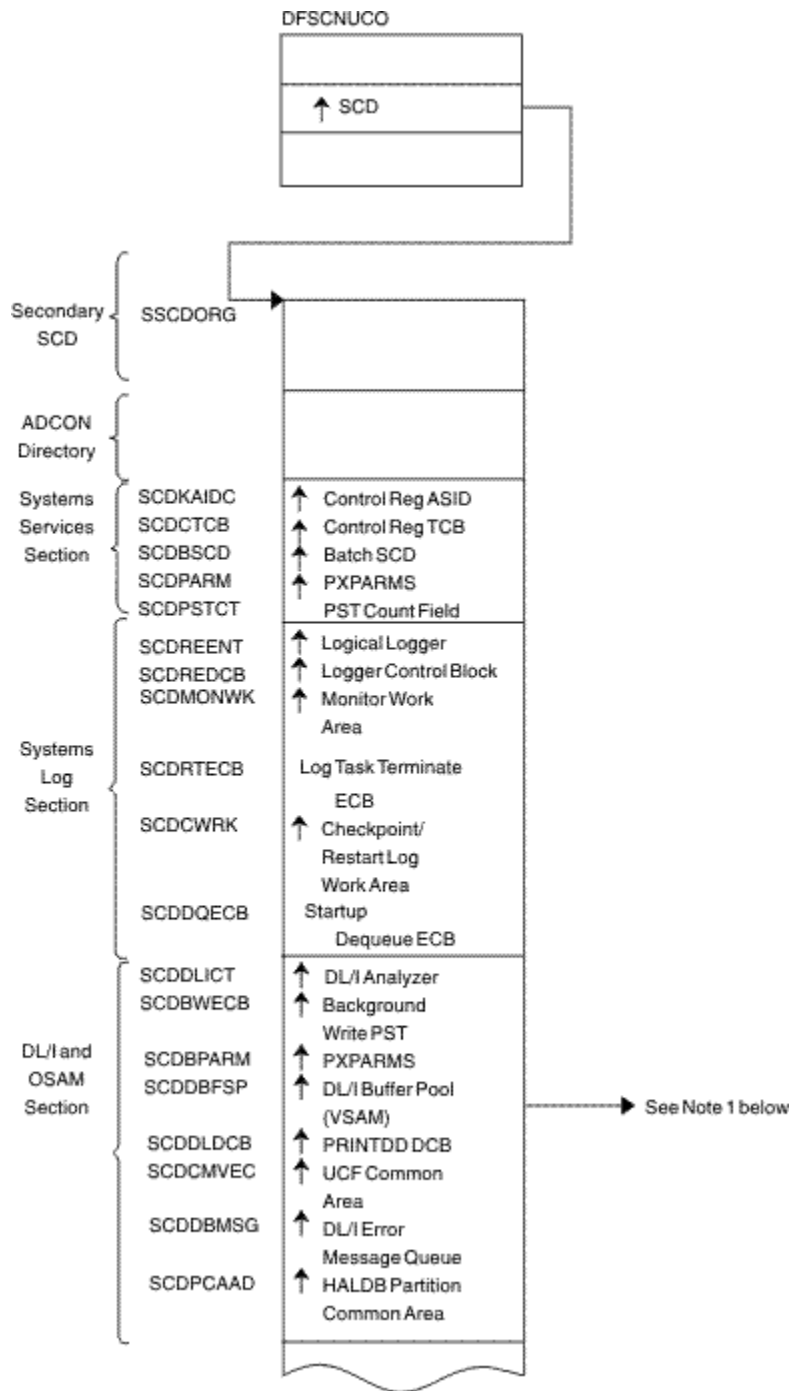 DFSCNUCO
↑ SCD
Secondary
SCD
SSCDORG
ADCON
Directory
Systems
Services
Section
SCDKAIDC ↑ Control Reg ASID
SCDCTCB ↑ Control Reg TCB
SCDBSCD ↑ Batch SCD
SCDPARM ↑ PXPARMS
SCDPSTCT PST Count Field
Systems
Log
Section
SCDREENT ↑ Logical Logger
SCDREDCB ↑ Logger Control Block
SCDMONWK ↑ Monitor Work
Area
SCDRTECB Log Task Terminate
ECB
SCDCWRK ↑ Checkpoint/
Restart Log
Work Area
SCDDQECB Startup
Dequeue ECB
DL/I and
OSAM
Section
SCDDLICT ↑ DL/I Analyzer
SCDBWECB ↑ Background
Write PST
SCDBPARM ↑ PXPARMS
SCDDBFSP ↑ DL/I Buffer Pool
(VSAM)
See Note 1 below
SCDDLDCB ↑ PRINTDD DCB
SCDCMVEC ↑ UCF Common
Area
SCDDBMSG ↑ DL/I Error
Message Queue
SCDPCAAD ↑ HALDB Partition
Common Area